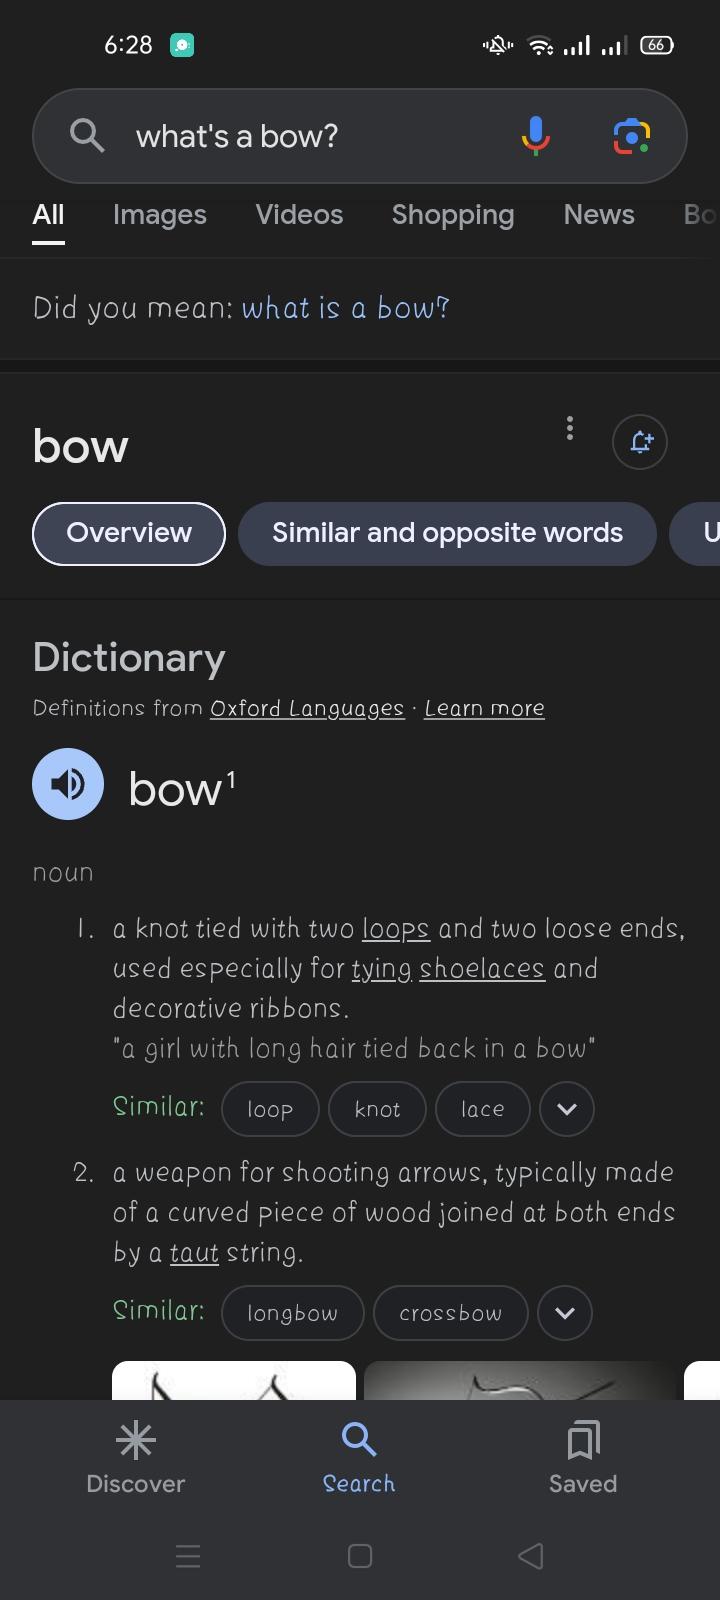 6:28
66
what's a bow?
All Images Videos Shopping News Bo
Did you mean: what is a bow?
bow
Overview Similar and opposite words U
Dictionary
Definitions from Oxford Languages · Learn more
bow¹
noun
1. a knot tied with two loops and two loose ends,
used especially for tying shoelaces and
decorative ribbons.
"a girl with long hair tied back in a bow"
Similar: loop knot lace
2. a weapon for shooting arrows, typically made
of a curved piece of wood joined at both ends
by a taut string.
Similar: longbow crossbow
Discover Search Saved